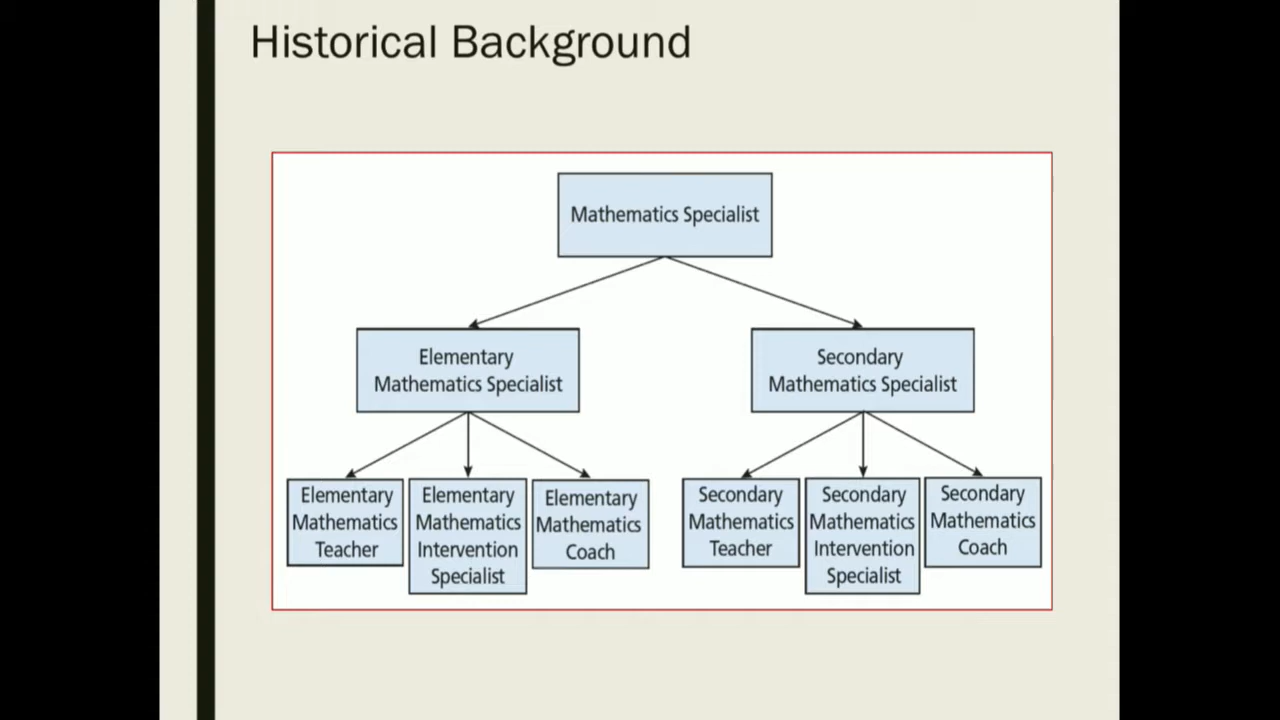 Historical Background
Mathematics Specialist
Elementary
Mathematics Specialist
Secondary
Mathematics Specialist
Elementary
Mathematics
Teacher
Elementary
Mathematics
Intervention
Specialist
Elementary
Mathematics
Coach
Secondary
Mathematics
Teacher
Secondary
Mathematics
Intervention
Specialist
Secondary
Mathematics
Coach